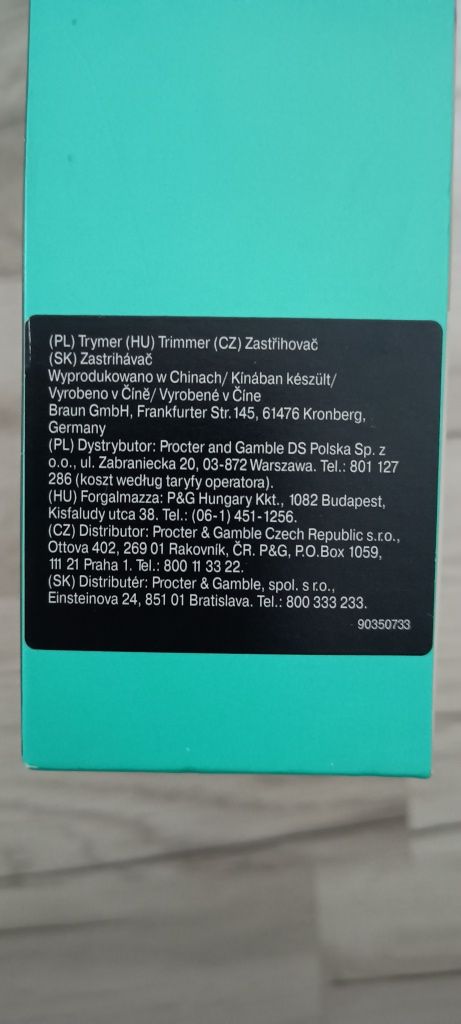 (PL) Trymer (HU) Trimmer (CZ) Zastřihovač
(SK) Zastrihávač
Wyprodukowano w Chinach/ Kínában készült/
Vyrobeno v Číně/ Vyrobené v Číne
Braun GmbH, Frankfurter Str. 145, 61476 Kronberg,
Germany
(PL) Dystrybutor: Procter and Gamble DS Polska Sp. z
o.o., ul. Zabraniecka 20, 03-872 Warszawa. Tel.: 801 127
286 (koszt według taryfy operatora).
(HU) Forgalmazza: P&G Hungary Kkt., 1082 Budapest,
Kisfaludy utca 38. Tel.: (06-1) 451-1256.
(CZ) Distributor: Procter & Gamble Czech Republic s.r.o.,
Ottova 402, 269 01 Rakovník, ČR. P&G, P.O.Box 1059,
111 21 Praha 1. Tel.: 800 11 33 22.
(SK) Distributér: Procter & Gamble, spol. s r.o.,
Einsteinova 24, 851 01 Bratislava. Tel.: 800 333 233.
90350733